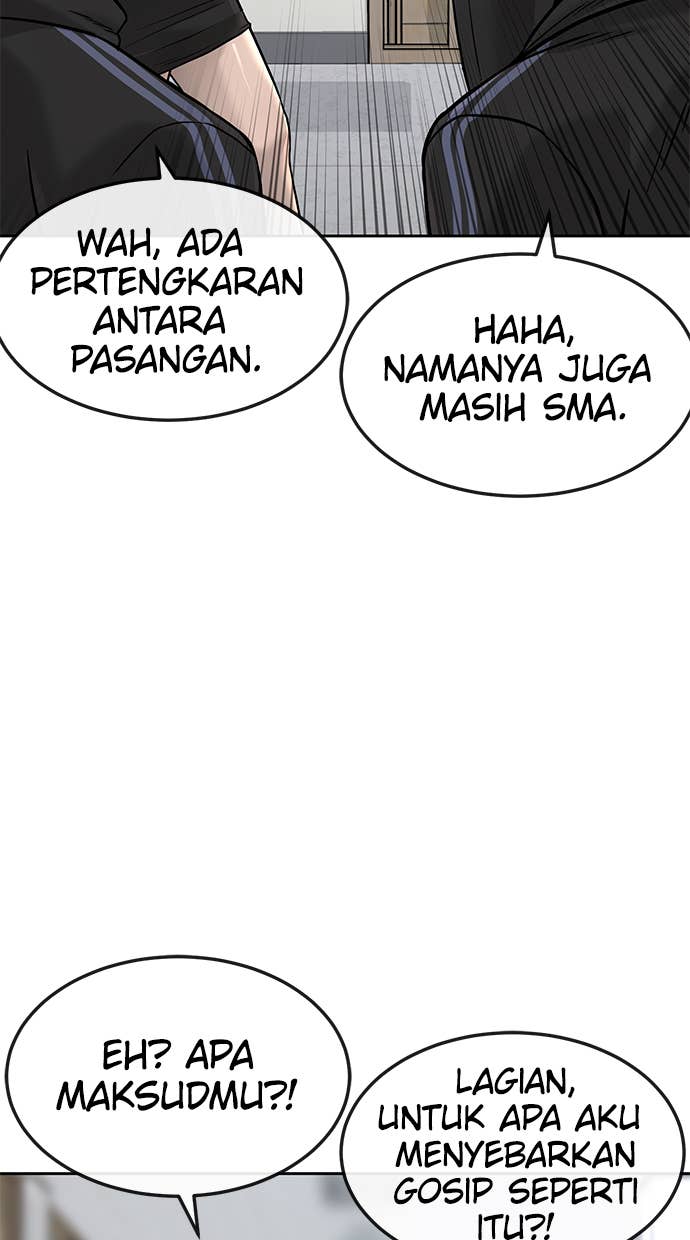 WAH, ADA
PERTENGKARAN
ANTARA
PASANGAN.
HAHA,
NAMANYA JUGA
MASIH SMA.
EH? APA
MAKSUDMU?!
LAGIAN,
UNTUK APA AKU
MENYEBARKAN
GOSIP SEPERTI
ITU?!